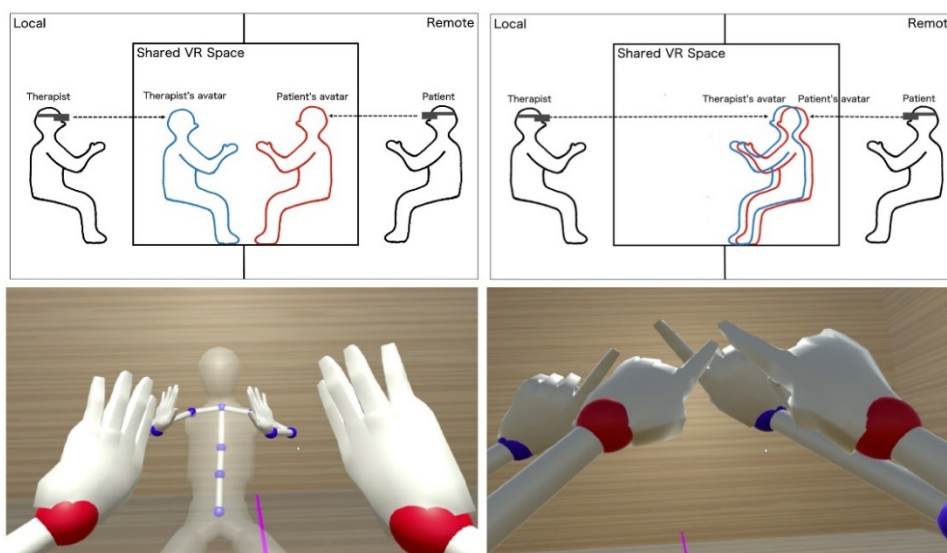 Local
Remote
Shared VR Space
Therapist
Therapist's avatar
Patient's avatar
Patient
Local
Remot
Shared VR Space
Therapist
Therapist's avatar
Patient's avatar
Patient